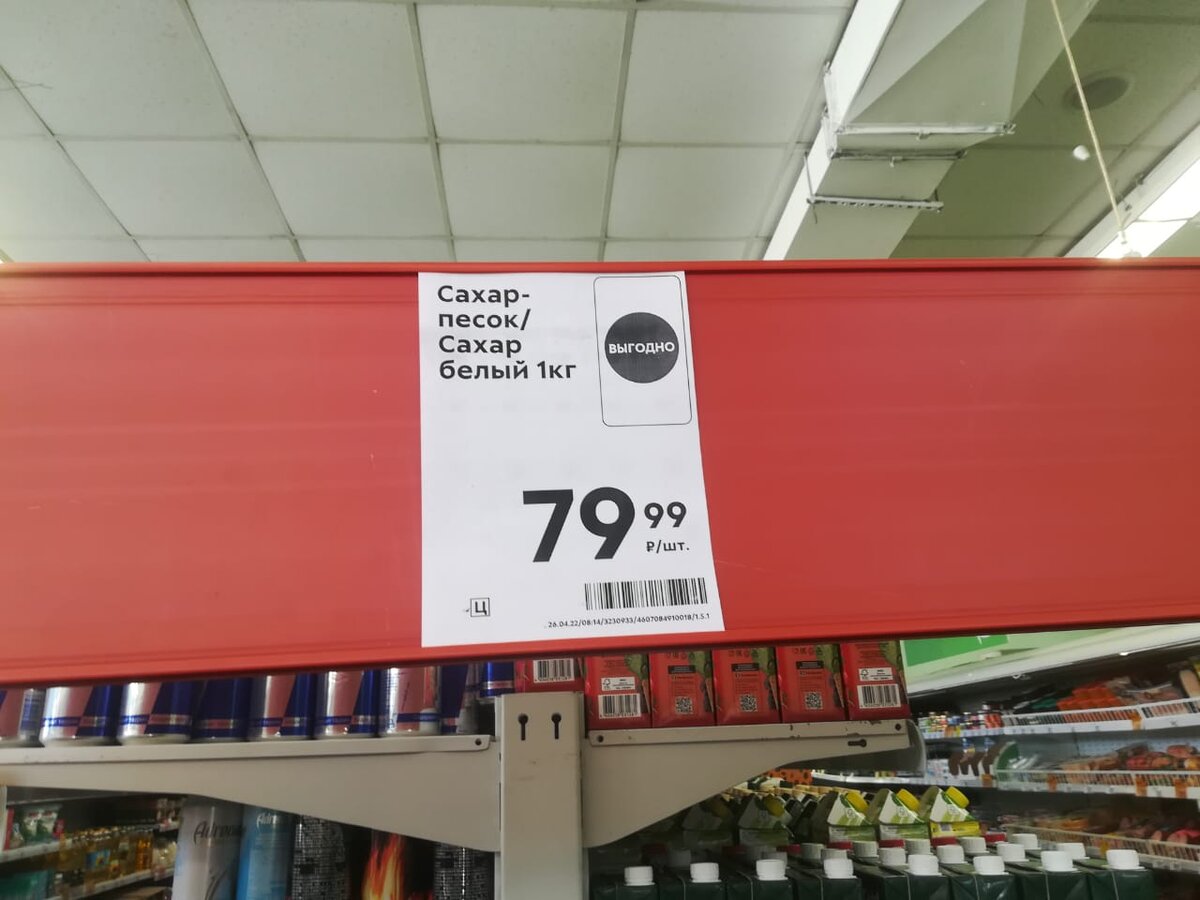 Сахар-
песок/
Сахар
белый 1кг
ВЫГОДНО
79 99
₽/шт.
Ц
26.04.22/08:14/3230933/4607084910018/1.5.1